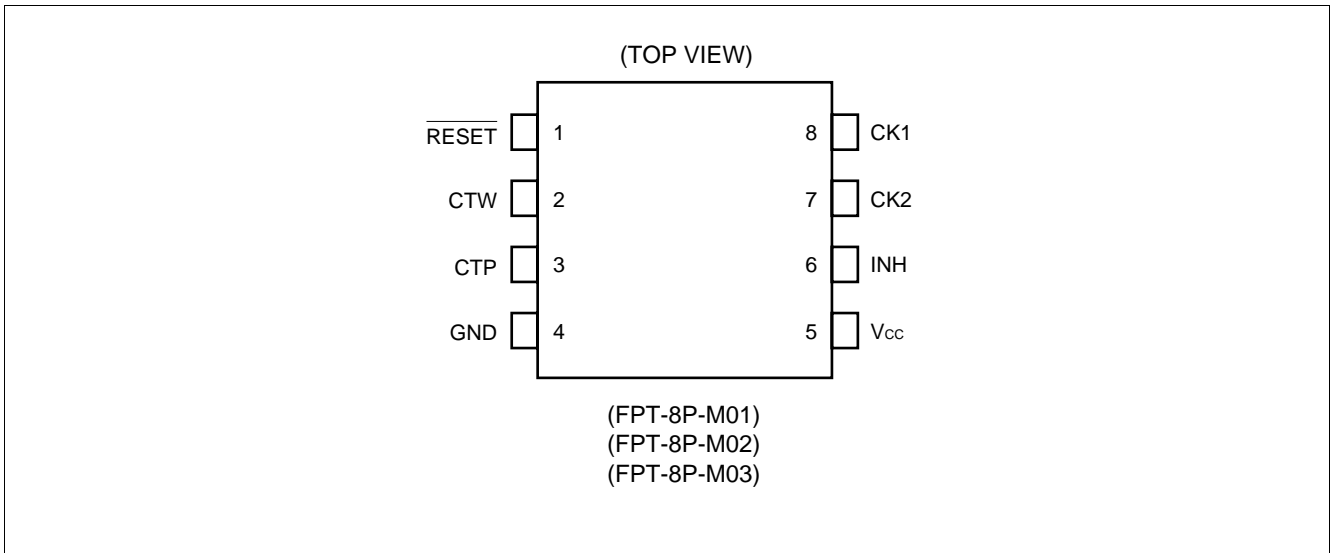 (TOP VIEW)
RESET 1 8 CK1
CTW 2 7 CK2
CTP 3 6 INH
GND 4 5 Vcc
(FPT-8P-M01)
(FPT-8P-M02)
(FPT-8P-M03)